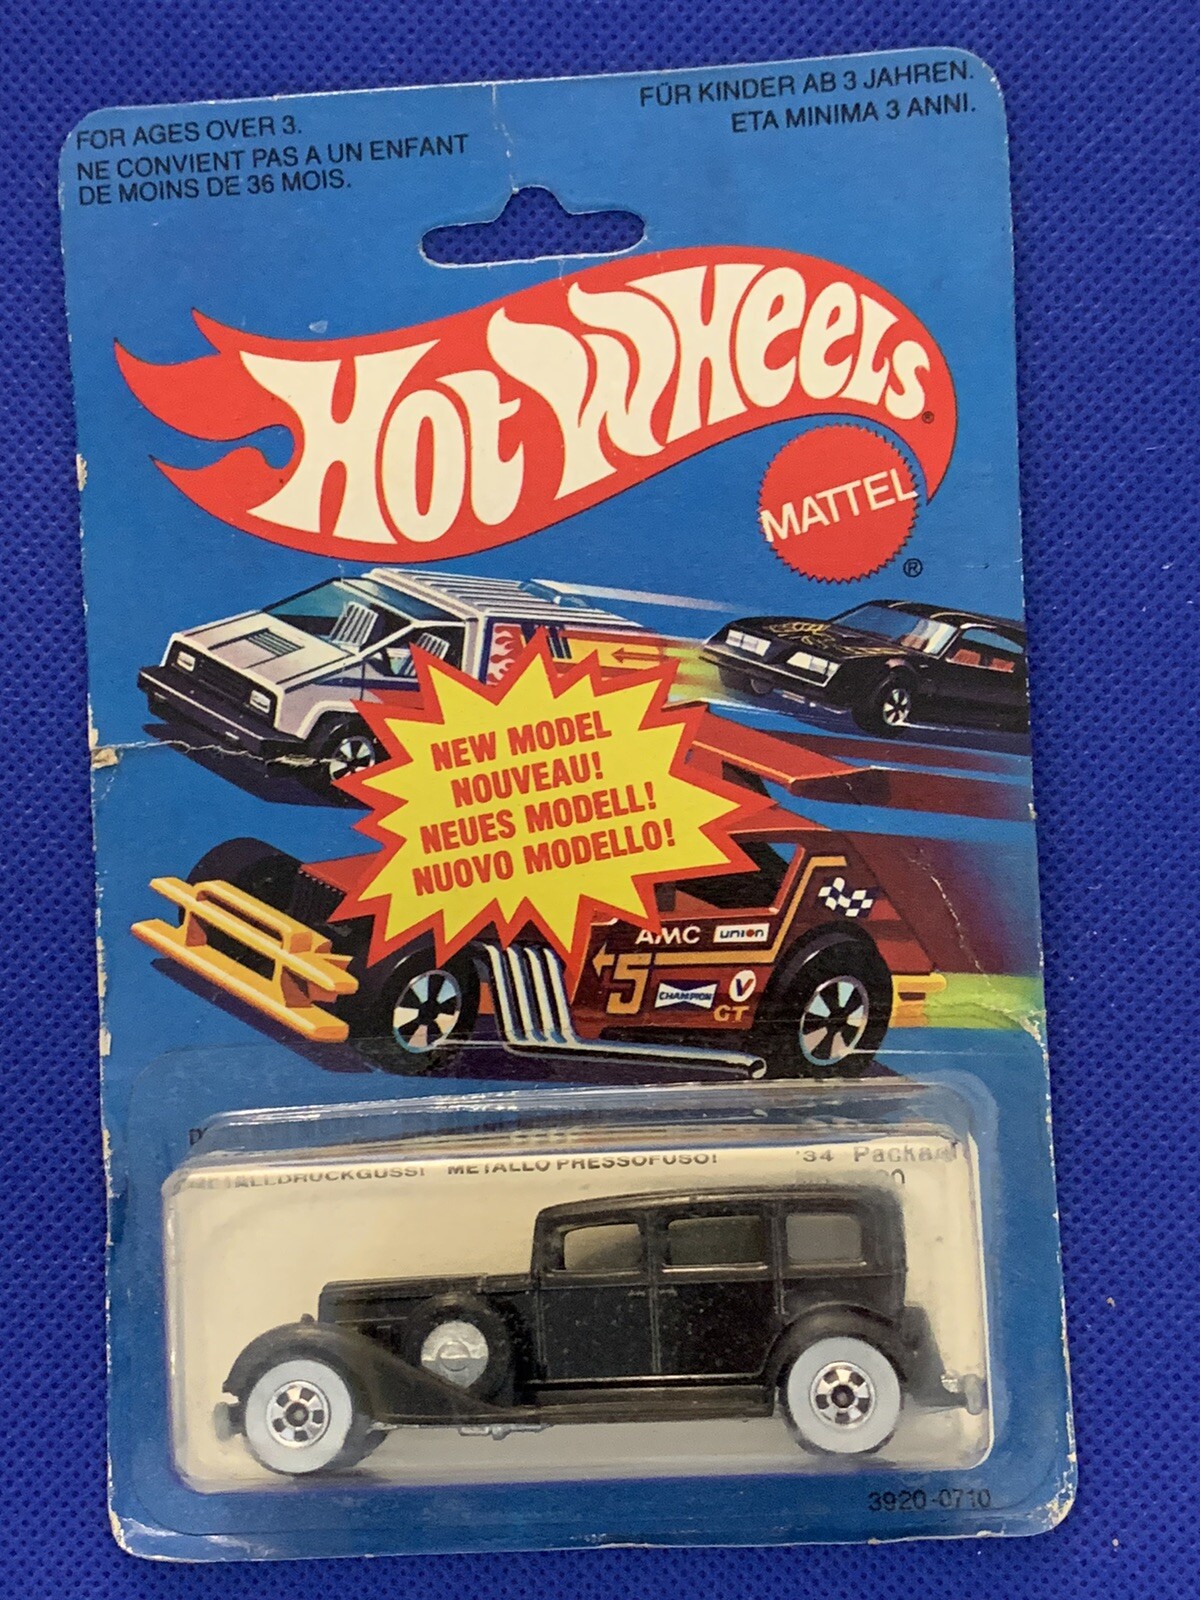 FOR AGES OVER 3.
NE CONVIENT PAS A UN ENFANT
DE MOINS DE 36 MOIS.
FÜR KINDER AB 3 JAHREN.
ETA MINIMA 3 ANNI.
HOT WHEELS®
MATTEL
®
NEW MODEL
NOUVEAU!
NEUES MODELL!
NUOVO MODELLO!
AMC union
5 CHAMPION V
GT
METALLO PRESSOFUSO! '34
3920-0710